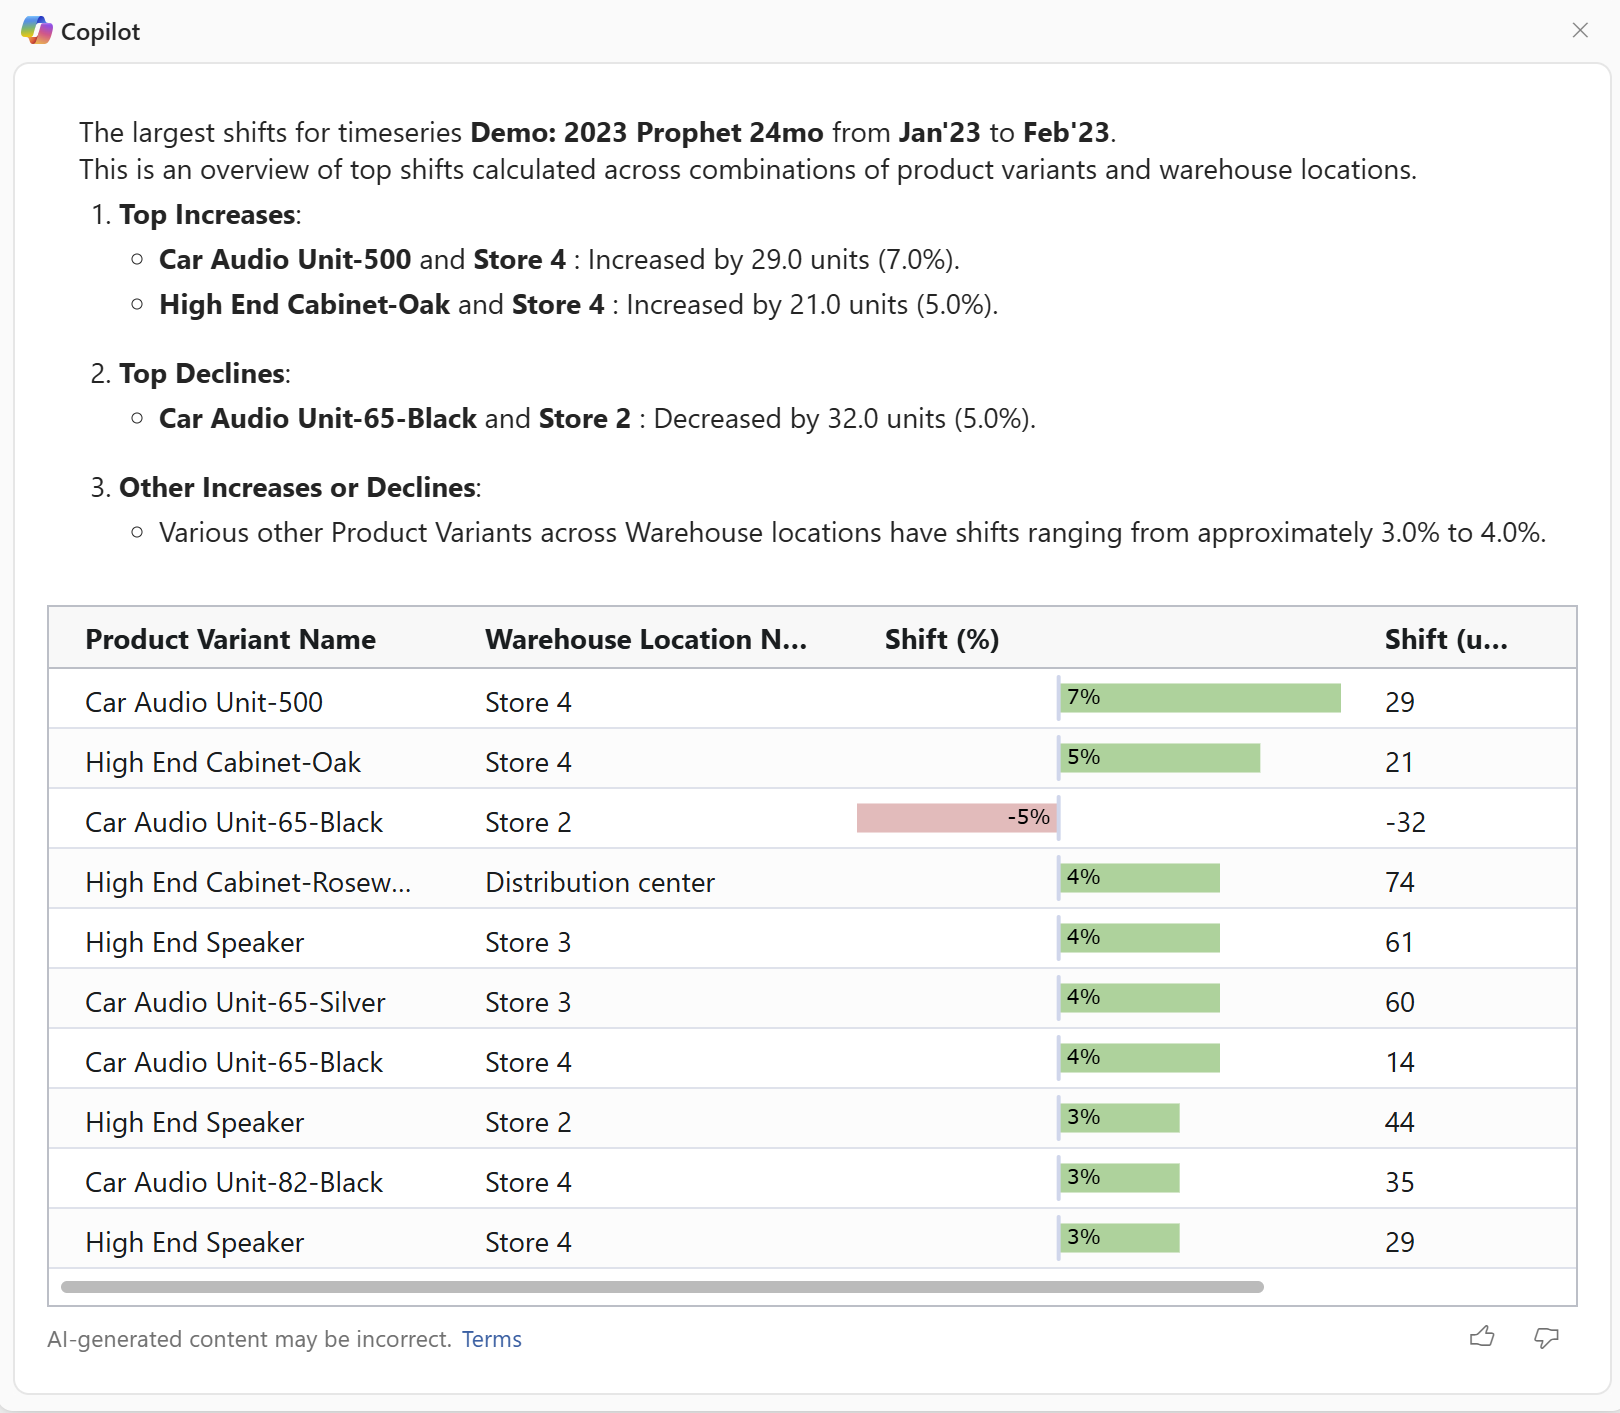 Copilot
The largest shifts for timeseries Demo: 2023 Prophet 24mo from Jan'23 to Feb'23.
This is an overview of top shifts calculated across combinations of product variants and warehouse locations.
1. Top Increases:
Car Audio Unit-500 and Store 4 : Increased by 29.0 units (7.0%).
High End Cabinet-Oak and Store 4 : Increased by 21.0 units (5.0%).
2. Top Declines:
Car Audio Unit-65-Black and Store 2 : Decreased by 32.0 units (5.0%).
3. Other Increases or Declines:
Various other Product Variants across Warehouse locations have shifts ranging from approximately 3.0% to 4.0%.
Product Variant Name Warehouse Location N... Shift (%) Shift (u...
Car Audio Unit-500 Store 4 7% 29
High End Cabinet-Oak Store 4 5% 21
Car Audio Unit-65-Black Store 2 -5% -32
High End Cabinet-Rosew... Distribution center 4% 74
High End Speaker Store 3 4% 61
Car Audio Unit-65-Silver Store 3 4% 60
Car Audio Unit-65-Black Store 4 4% 14
High End Speaker Store 2 3% 44
Car Audio Unit-82-Black Store 4 3% 35
High End Speaker Store 4 3% 29
AI-generated content may be incorrect. Terms